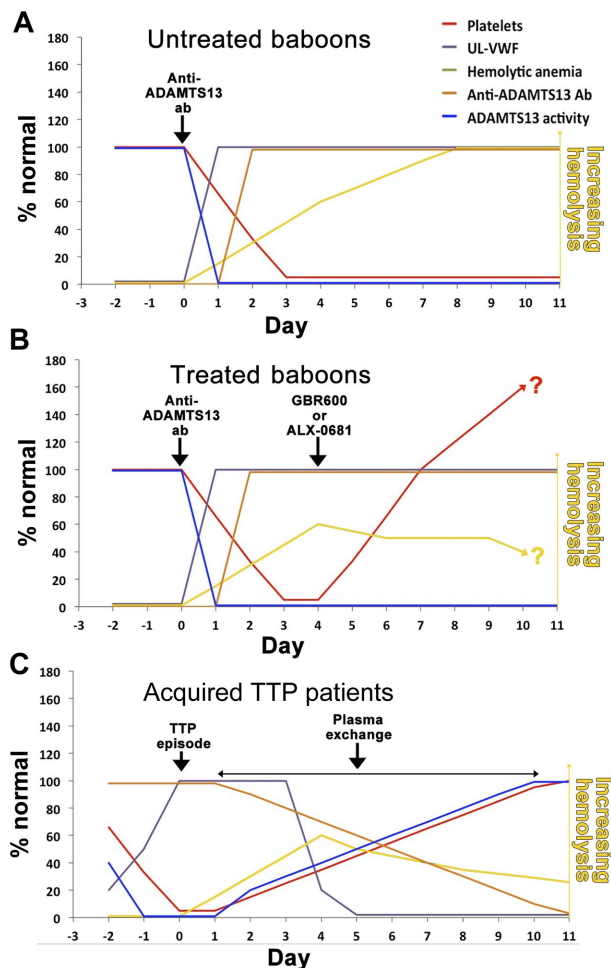 A
Untreated baboons
Platelets
UL-VWF
Hemolytic anemia
Anti-ADAMTS13 Ab
ADAMTS13 activity
Anti-
ADAMTS13
ab
% normal
180
160
140
120
100
80
60
40
20
0
-3 -2 -1 0 1 2 3 4 5 6 7 8 9 10 11
Day
Increasing
hemolysis
B
Treated baboons
Anti-
ADAMTS13
ab
GBR600
or
ALX-0681
?
?
% normal
180
160
140
120
100
80
60
40
20
0
-3 -2 -1 0 1 2 3 4 5 6 7 8 9 10 11
Day
Increasing
hemolysis
C
Acquired TTP patients
TTP
episode
Plasma
exchange
% normal
180
160
140
120
100
80
60
40
20
0
-3 -2 -1 0 1 2 3 4 5 6 7 8 9 10 11
Day
Increasing
hemolysis